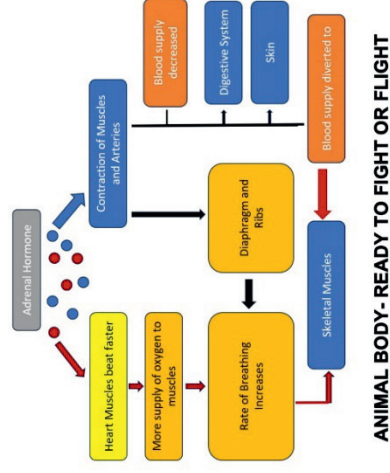 Adrenal Hormone
Heart Muscles beat faster
Contraction of Muscles
and Arteries
Blood supply
decreased
More supply of oxygen to
muscles
Digestive System
Skin
Diaphragm and
Ribs
Rate of Breathing
Increases
Skeletal Muscles
Blood supply diverted to
ANIMAL BODY- READY TO FIGHT OR FLIGHT